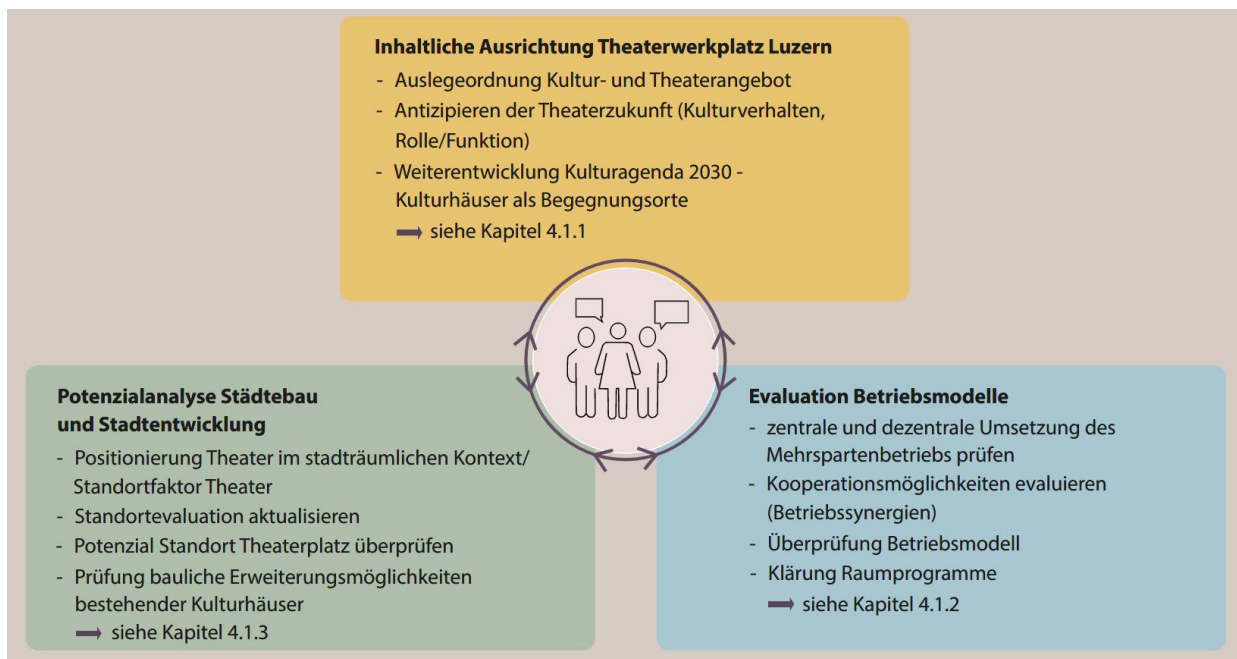 Inhaltliche Ausrichtung Theaterwerkplatz Luzern
- Auslegeordnung Kultur- und Theaterangebot
- Antizipieren der Theaterzukunft (Kulturverhalten,
Rolle/Funktion)
- Weiterentwicklung Kulturagenda 2030 -
Kulturhäuser als Begegnungsorte
➡ siehe Kapitel 4.1.1
Potenzialanalyse Städtebau
und Stadtentwicklung
- Positionierung Theater im stadträumlichen Kontext/
Standortfaktor Theater
- Standortevaluation aktualisieren
- Potenzial Standort Theaterplatz überprüfen
- Prüfung bauliche Erweiterungsmöglichkeiten
bestehender Kulturhäuser
➡ siehe Kapitel 4.1.3
Evaluation Betriebsmodelle
- zentrale und dezentrale Umsetzung des
Mehrspartenbetriebs prüfen
- Kooperationsmöglichkeiten evaluieren
(Betriebssynergien)
- Überprüfung Betriebsmodell
- Klärung Raumprogramme
➡ siehe Kapitel 4.1.2